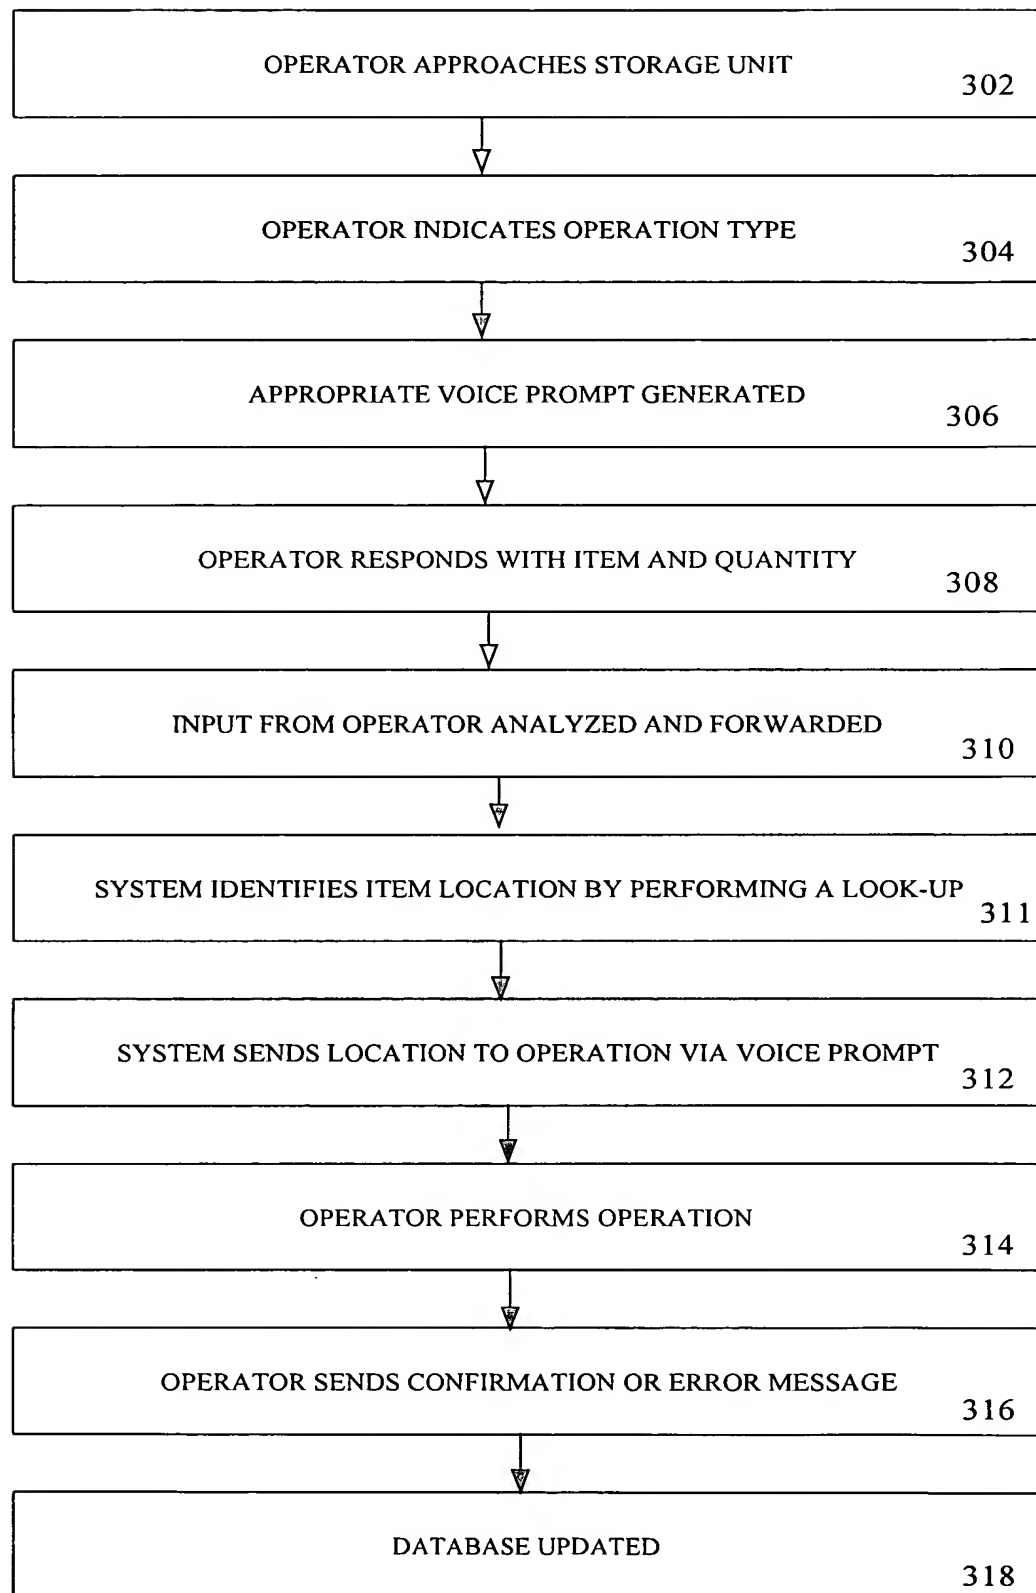 OPERATOR APPROACHES STORAGE UNIT
302
OPERATOR INDICATES OPERATION TYPE
304
APPROPRIATE VOICE PROMPT GENERATED
306
OPERATOR RESPONDS WITH ITEM AND QUANTITY
308
INPUT FROM OPERATOR ANALYZED AND FORWARDED
310
SYSTEM IDENTIFIES ITEM LOCATION BY PERFORMING A LOOK-UP
311
SYSTEM SENDS LOCATION TO OPERATION VIA VOICE PROMPT
312
OPERATOR PERFORMS OPERATION
314
OPERATOR SENDS CONFIRMATION OR ERROR MESSAGE
316
DATABASE UPDATED
318